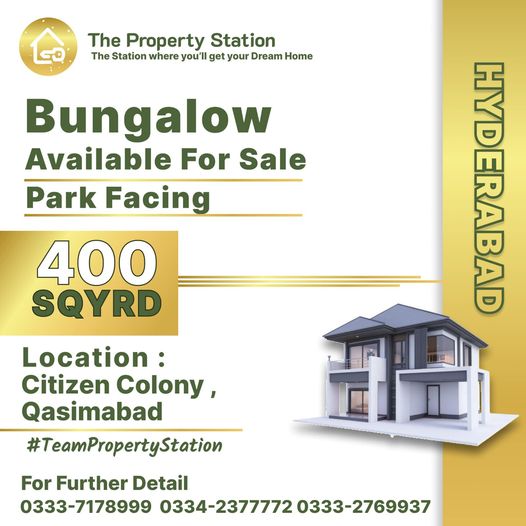 The Property Station
The Station where you'll get your Dream Home
Bungalow
Available For Sale
Park Facing
400
SQYRD
Location :
Citizen Colony ,
Qasimabad
#TeamPropertyStation
For Further Detail
0333-7178999 0334-2377772 0333-2769937
HYDERABAD